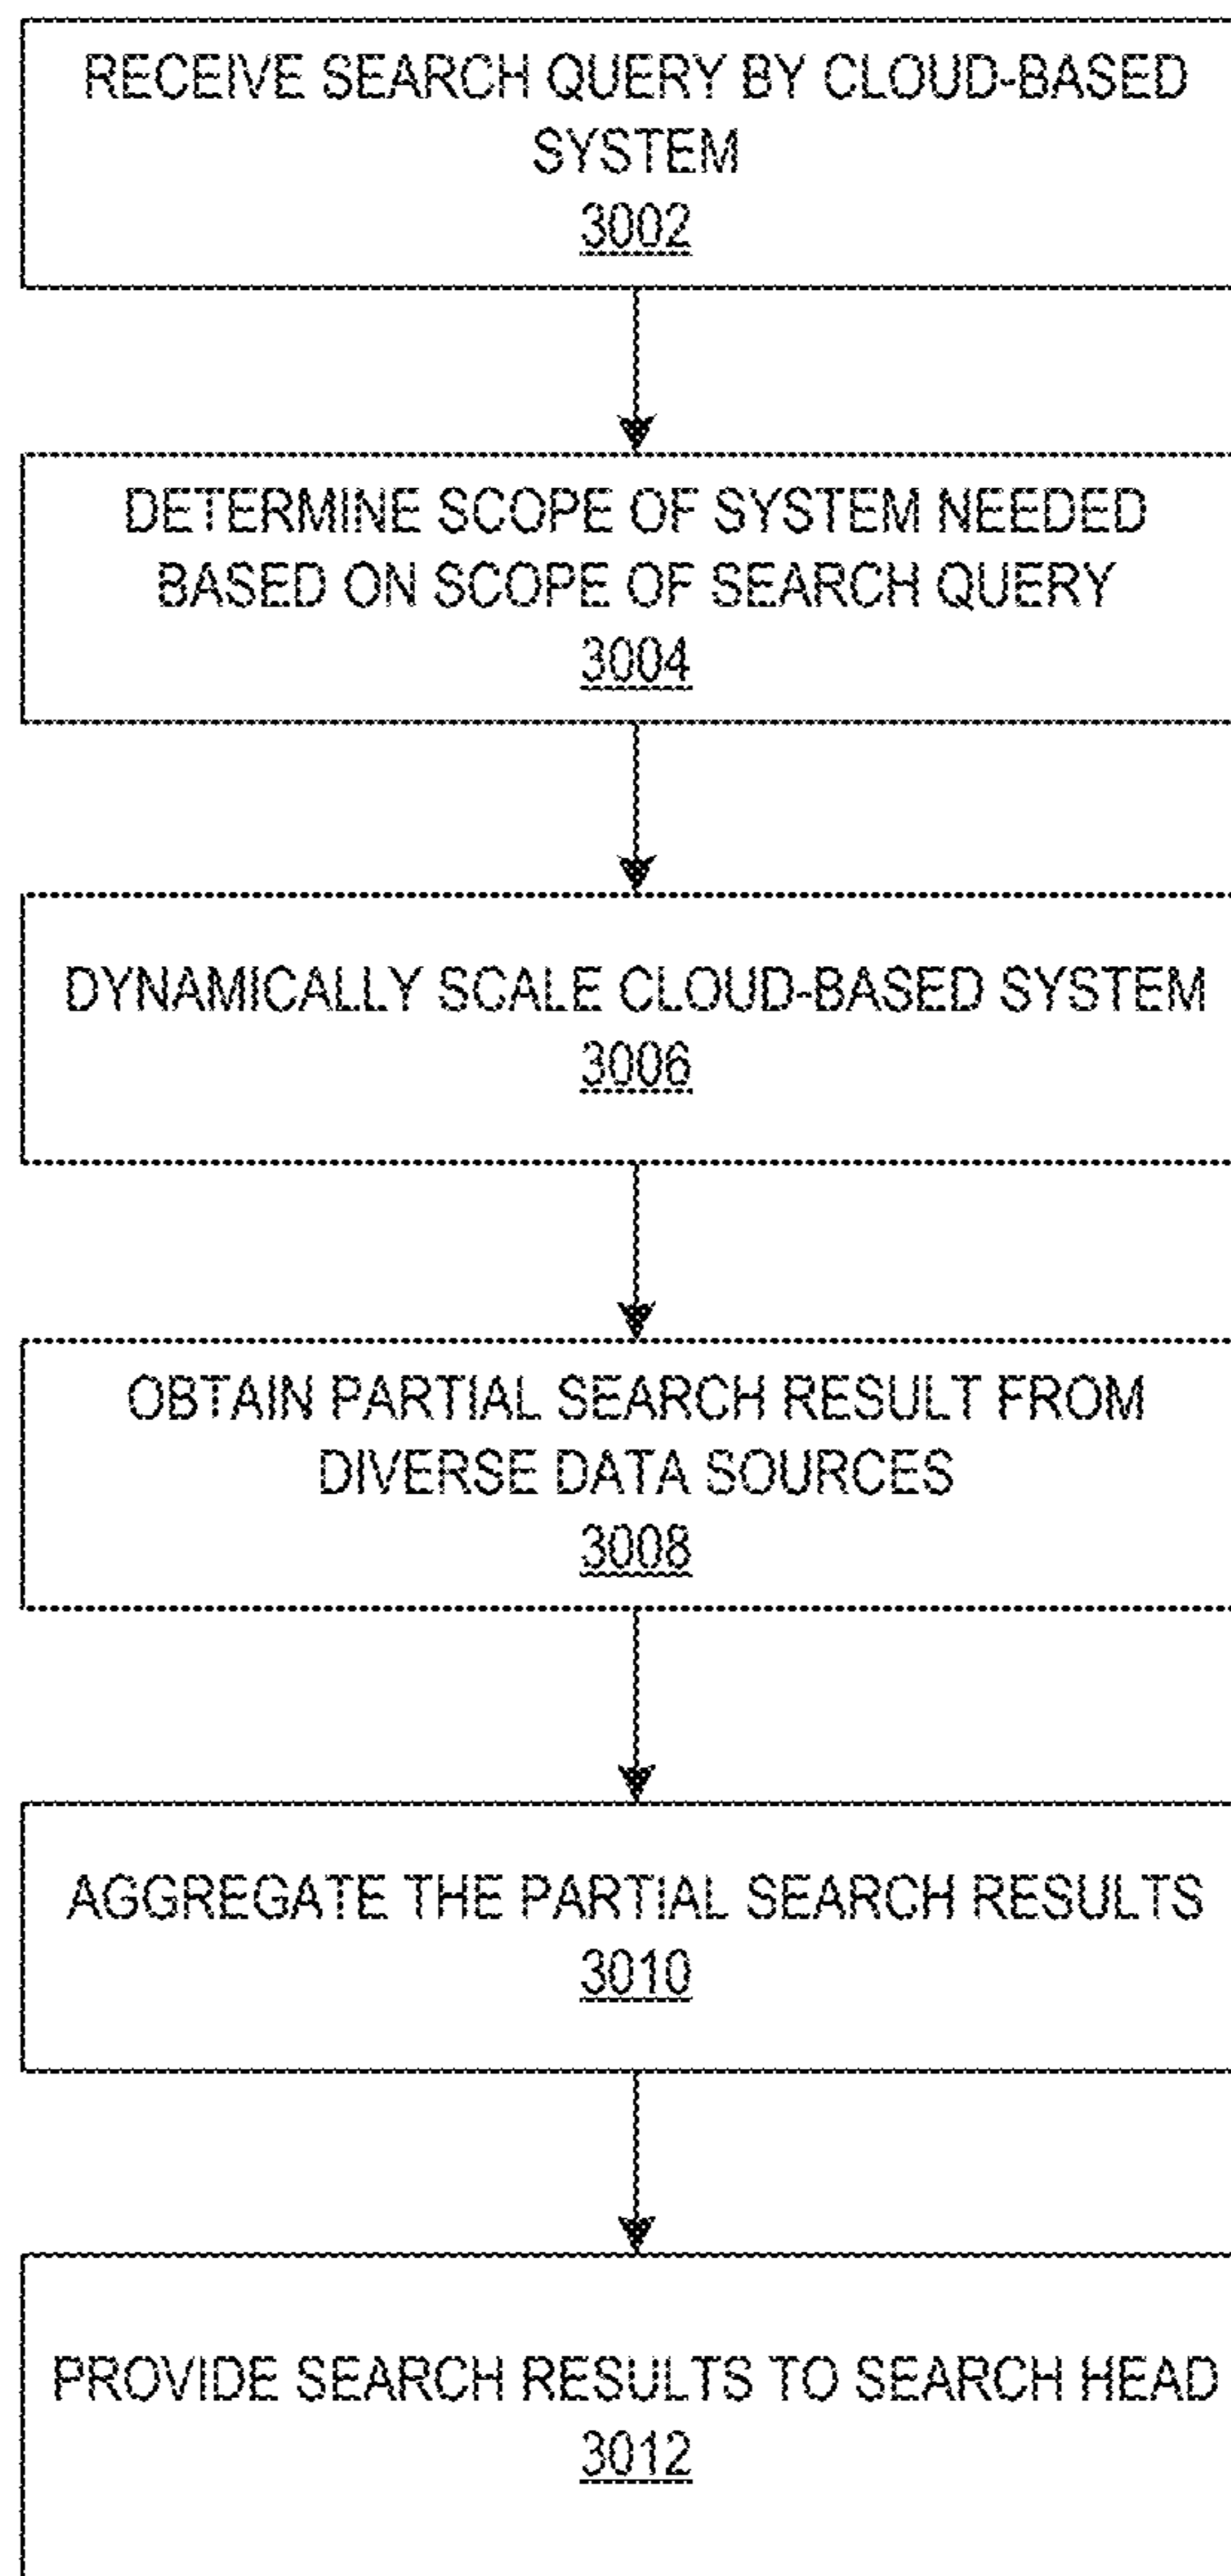 RECEIVE SEARCH QUERY BY CLOUD-BASED
SYSTEM
3002
DETERMINE SCOPE OF SYSTEM NEEDED
BASED ON SCOPE OF SEARCH QUERY
3004
DYNAMICALLY SCALE CLOUD-BASED SYSTEM
3006
OBTAIN PARTIAL SEARCH RESULT FROM
DIVERSE DATA SOURCES
3008
AGGREGATE THE PARTIAL SEARCH RESULTS
3010
PROVIDE SEARCH RESULTS TO SEARCH HEAD
3012